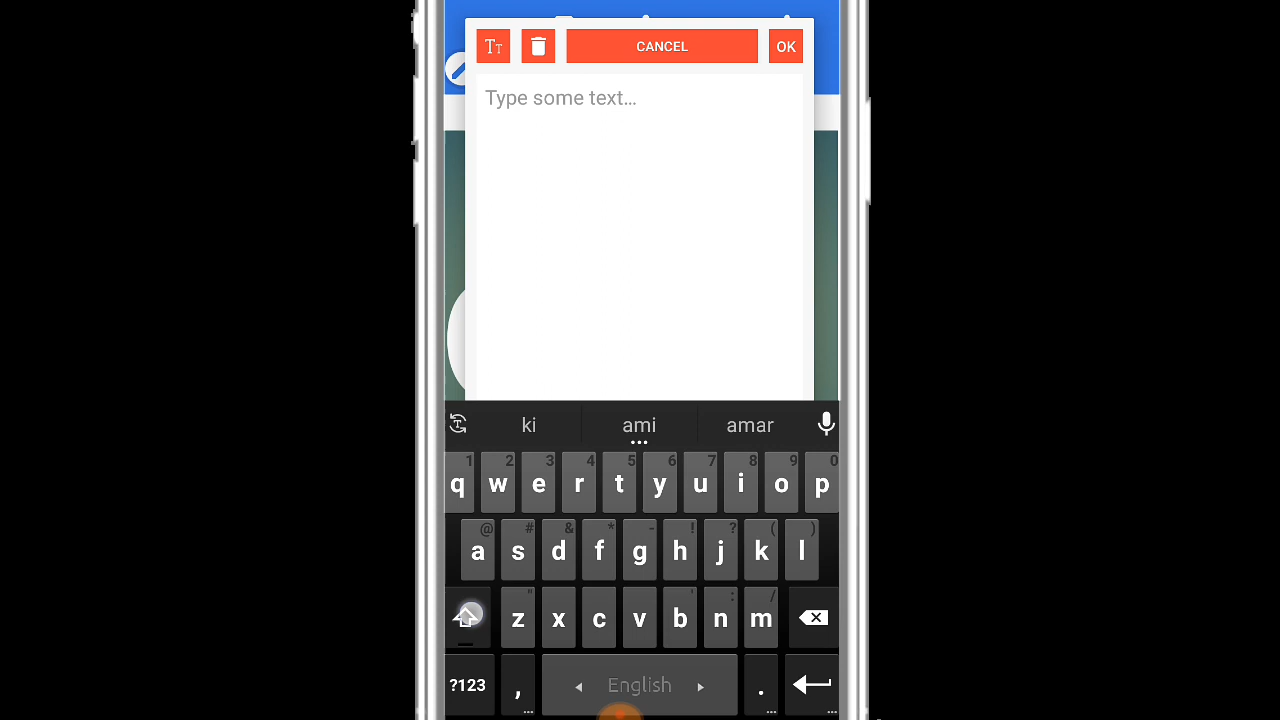 TT CANCEL OK
Type some text...
ki ami amar
1 2 3 4 5 6 7 8 9 0
q w e r t y u i o p
@ # & * - ! ? ( )
a s d f g h j k l
" ' : /
z x c v b n m
?123 , ◂ English ▸ .